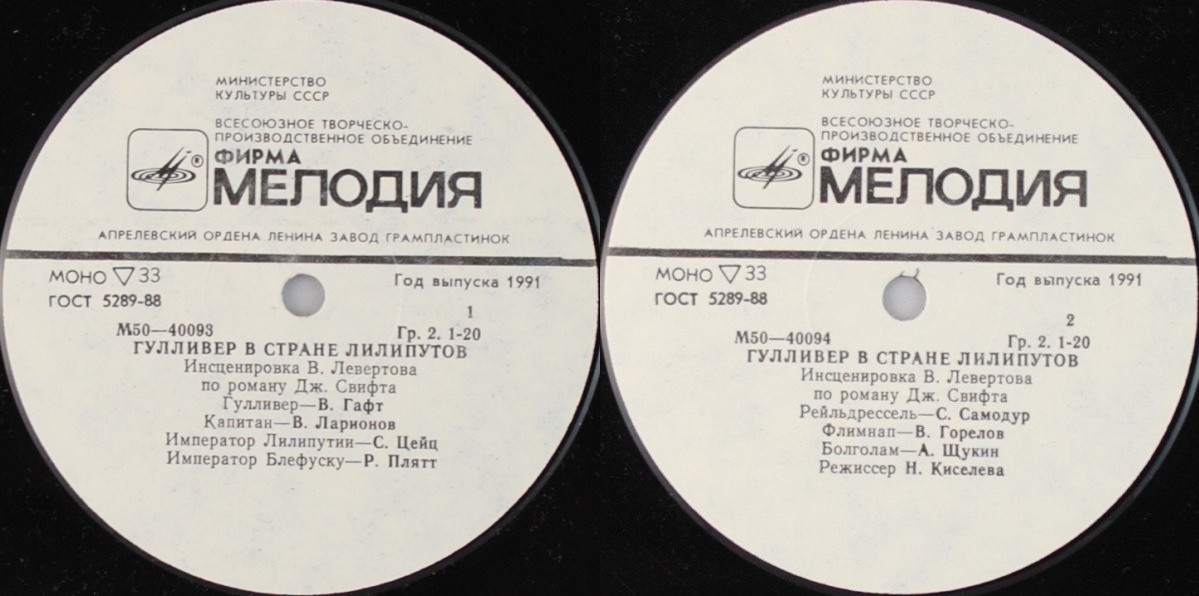 МИНИСТЕРСТВО
КУЛЬТУРЫ СССР
ВСЕСОЮЗНОЕ ТВОРЧЕСКО-
ПРОИЗВОДСТВЕННОЕ ОБЪЕДИНЕНИЕ
ФИРМА
®
МЕЛОДИЯ
АПРЕЛЕВСКИЙ ОРДЕНА ЛЕНИНА ЗАВОД ГРАМПЛАСТИНОК
МОНО ▽ 33
Год выпуска 1991
ГОСТ 5289-88
1
М50—40093
Гр. 2. 1-20
ГУЛЛИВЕР В СТРАНЕ ЛИЛИПУТОВ
Инсценировка В. Левертова
по роману Дж. Свифта
Гулливер—В. Гафт
Капитан—В. Ларионов
Император Лилипутии—С. Цейц
Император Блефуску—Р. Плятт
МИНИСТЕРСТВО
КУЛЬТУРЫ СССР
ВСЕСОЮЗНОЕ ТВОРЧЕСКО-
ПРОИЗВОДСТВЕННОЕ ОБЪЕДИНЕНИЕ
ФИРМА
®
МЕЛОДИЯ
АПРЕЛЕВСКИЙ ОРДЕНА ЛЕНИНА ЗАВОД ГРАМПЛАСТИНОК
МОНО ▽ 33
Год выпуска 1991
ГОСТ 5289-88
2
М50—40094
Гр. 2. 1-20
ГУЛЛИВЕР В СТРАНЕ ЛИЛИПУТОВ
Инсценировка В. Левертова
по роману Дж. Свифта
Рейльдрессель—С. Самодур
Флимнап—В. Горелов
Болголам—А. Щукин
Режиссер Н. Киселева